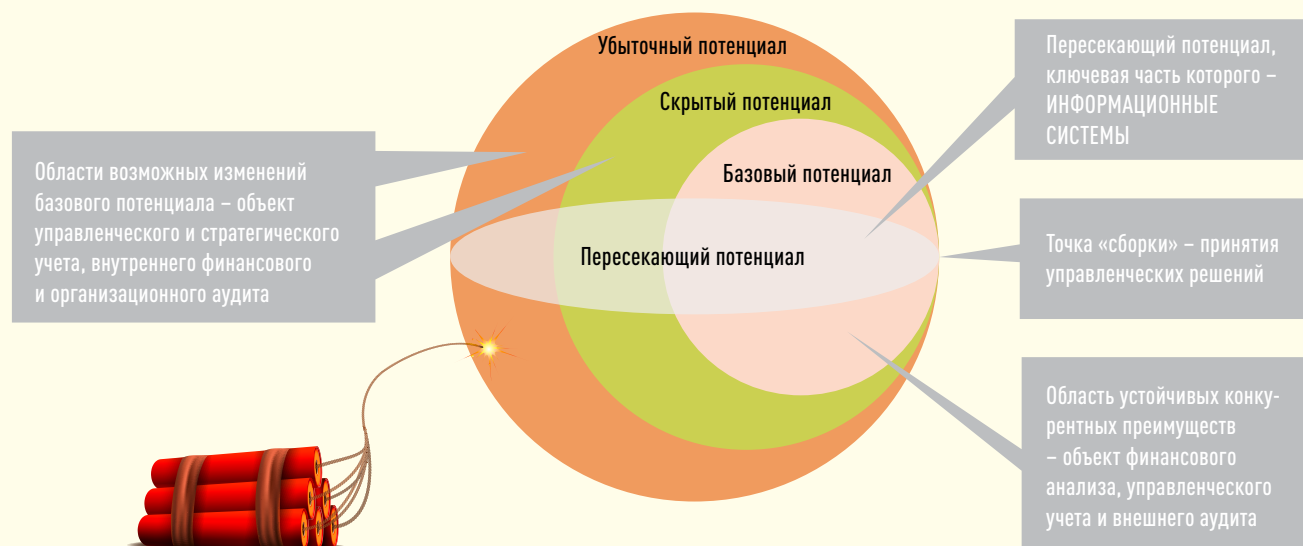 Убыточный потенциал
Скрытый потенциал
Базовый потенциал
Пересекающий потенциал
Области возможных изменений
базового потенциала – объект
управленческого и стратегического
учета, внутреннего финансового
и организационного аудита
Пересекающий потенциал,
ключевая часть которого –
ИНФОРМАЦИОННЫЕ
СИСТЕМЫ
Точка «сборки» – принятия
управленческих решений
Область устойчивых конку-
рентных преимуществ
– объект финансового
анализа, управленческого
учета и внешнего аудита